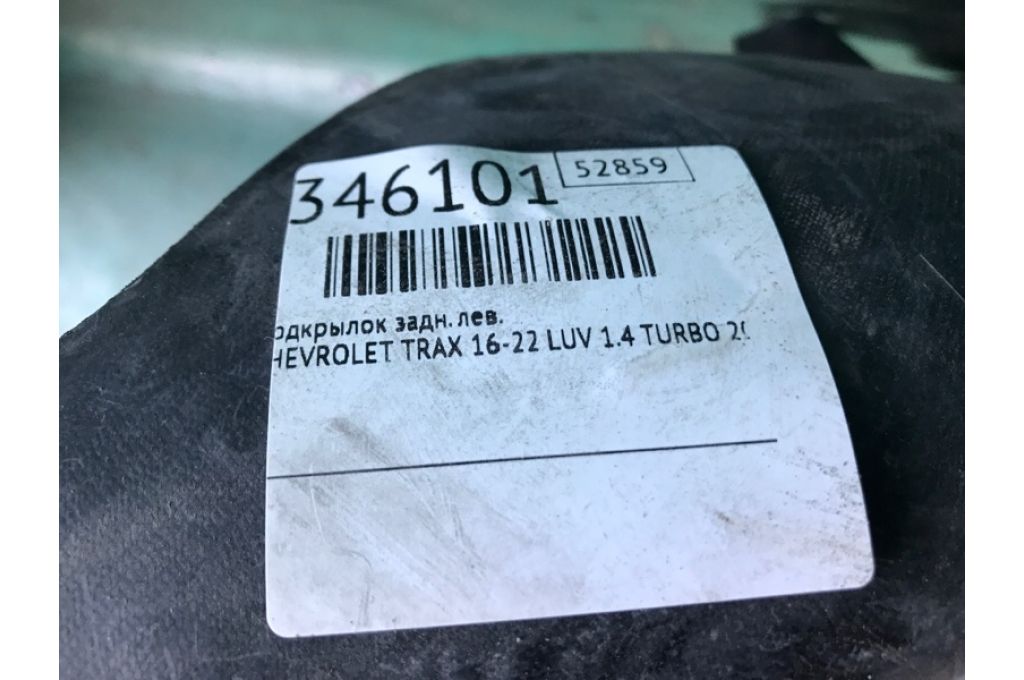 346101 52859
одкрылок задн. лев.
HEVROLET TRAX 16-22 LUV 1.4 TURBO